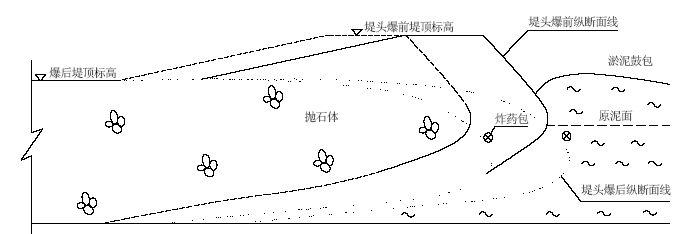 堤头爆前纵断面线
堤头爆前堤顶标高
淤泥鼓包
爆后堤顶标高
抛石体
炸药包
原泥面
堤头爆后纵断面线